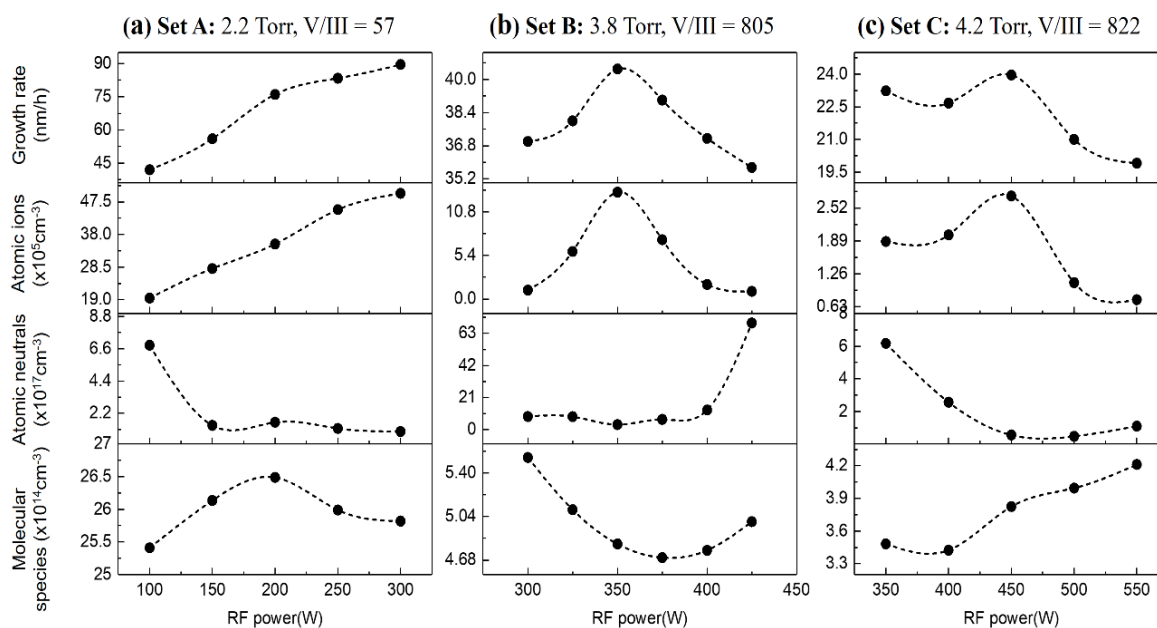 (a) Set A: 2.2 Torr, V/III = 57
(b) Set B: 3.8 Torr, V/III = 805
(c) Set C: 4.2 Torr, V/III = 822
Growth rate
(nm/h)
90
75
60
45
40.0
38.4
36.8
35.2
24.0
22.5
21.0
19.5
Atomic ions
(x10⁵cm⁻³)
47.5
38.0
28.5
19.0
10.8
5.4
0.0
2.52
1.89
1.26
0.63
Atomic neutrals
(x10¹⁷cm⁻³)
8.8
6.6
4.4
2.2
63
42
21
0
8
6
4
2
Molecular
species (x10¹⁴cm⁻³)
27
26.5
26
25.5
25
5.40
5.04
4.68
4.2
3.9
3.6
3.3
100 150 200 250 300
300 350 400 450
350 400 450 500 550
RF power(W)
RF power(W)
RF power(W)